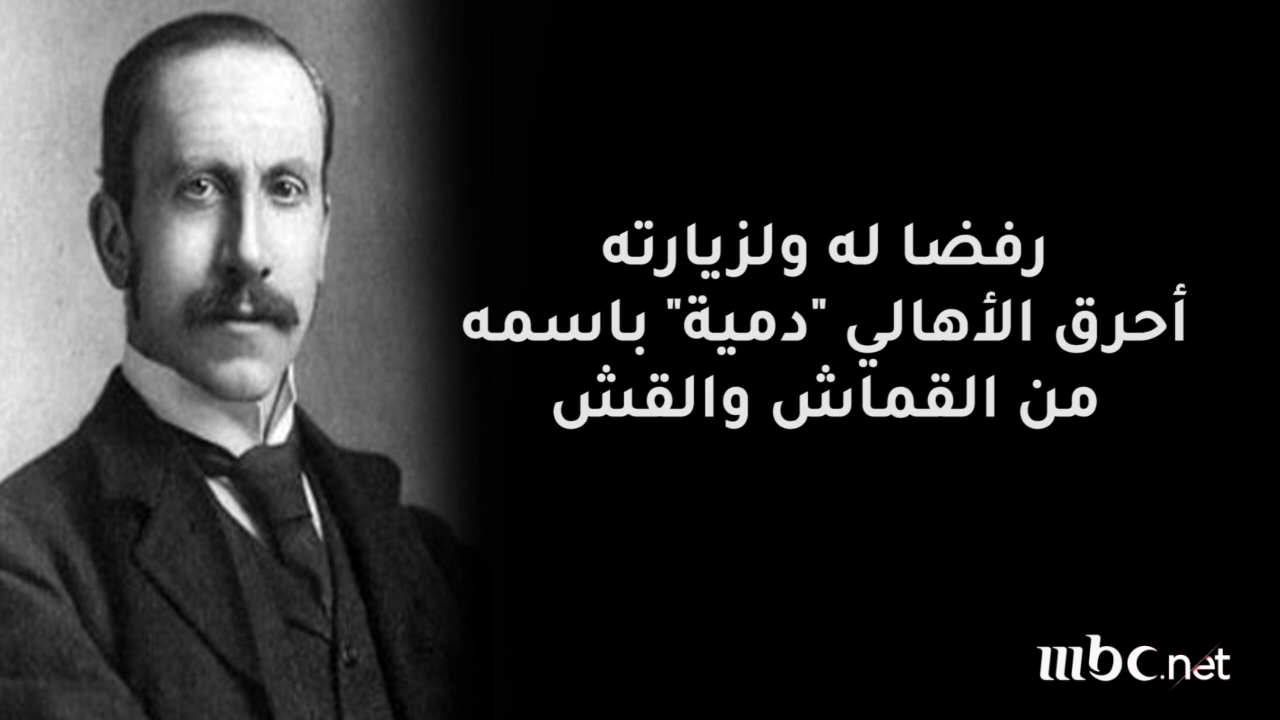 رفضا له ولزيارته
أحرق الأهالي "دمية" باسمه
من القماش والقش
mbc.net